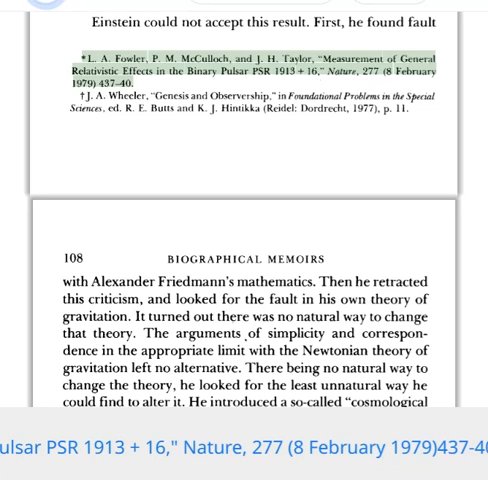 Einstein could not accept this result. First, he found fault
*L. A. Fowler, P. M. McCulloch, and J. H. Taylor, "Measurement of General
Relativistic Effects in the Binary Pulsar PSR 1913 + 16," Nature, 277 (8 February
1979) 437–40.
†J. A. Wheeler, "Genesis and Observership," in Foundational Problems in the Special
Sciences, ed. R. E. Butts and K. J. Hintikka (Reidel: Dordrecht, 1977), p. 11.
108 BIOGRAPHICAL MEMOIRS
with Alexander Friedmann's mathematics. Then he retracted
this criticism, and looked for the fault in his own theory of
gravitation. It turned out there was no natural way to change
that theory. The arguments of simplicity and correspon-
dence in the appropriate limit with the Newtonian theory of
gravitation left no alternative. There being no natural way to
change the theory, he looked for the least unnatural way he
could find to alter it. He introduced a so-called "cosmological
ulsar PSR 1913 + 16," Nature, 277 (8 February 1979)437-40